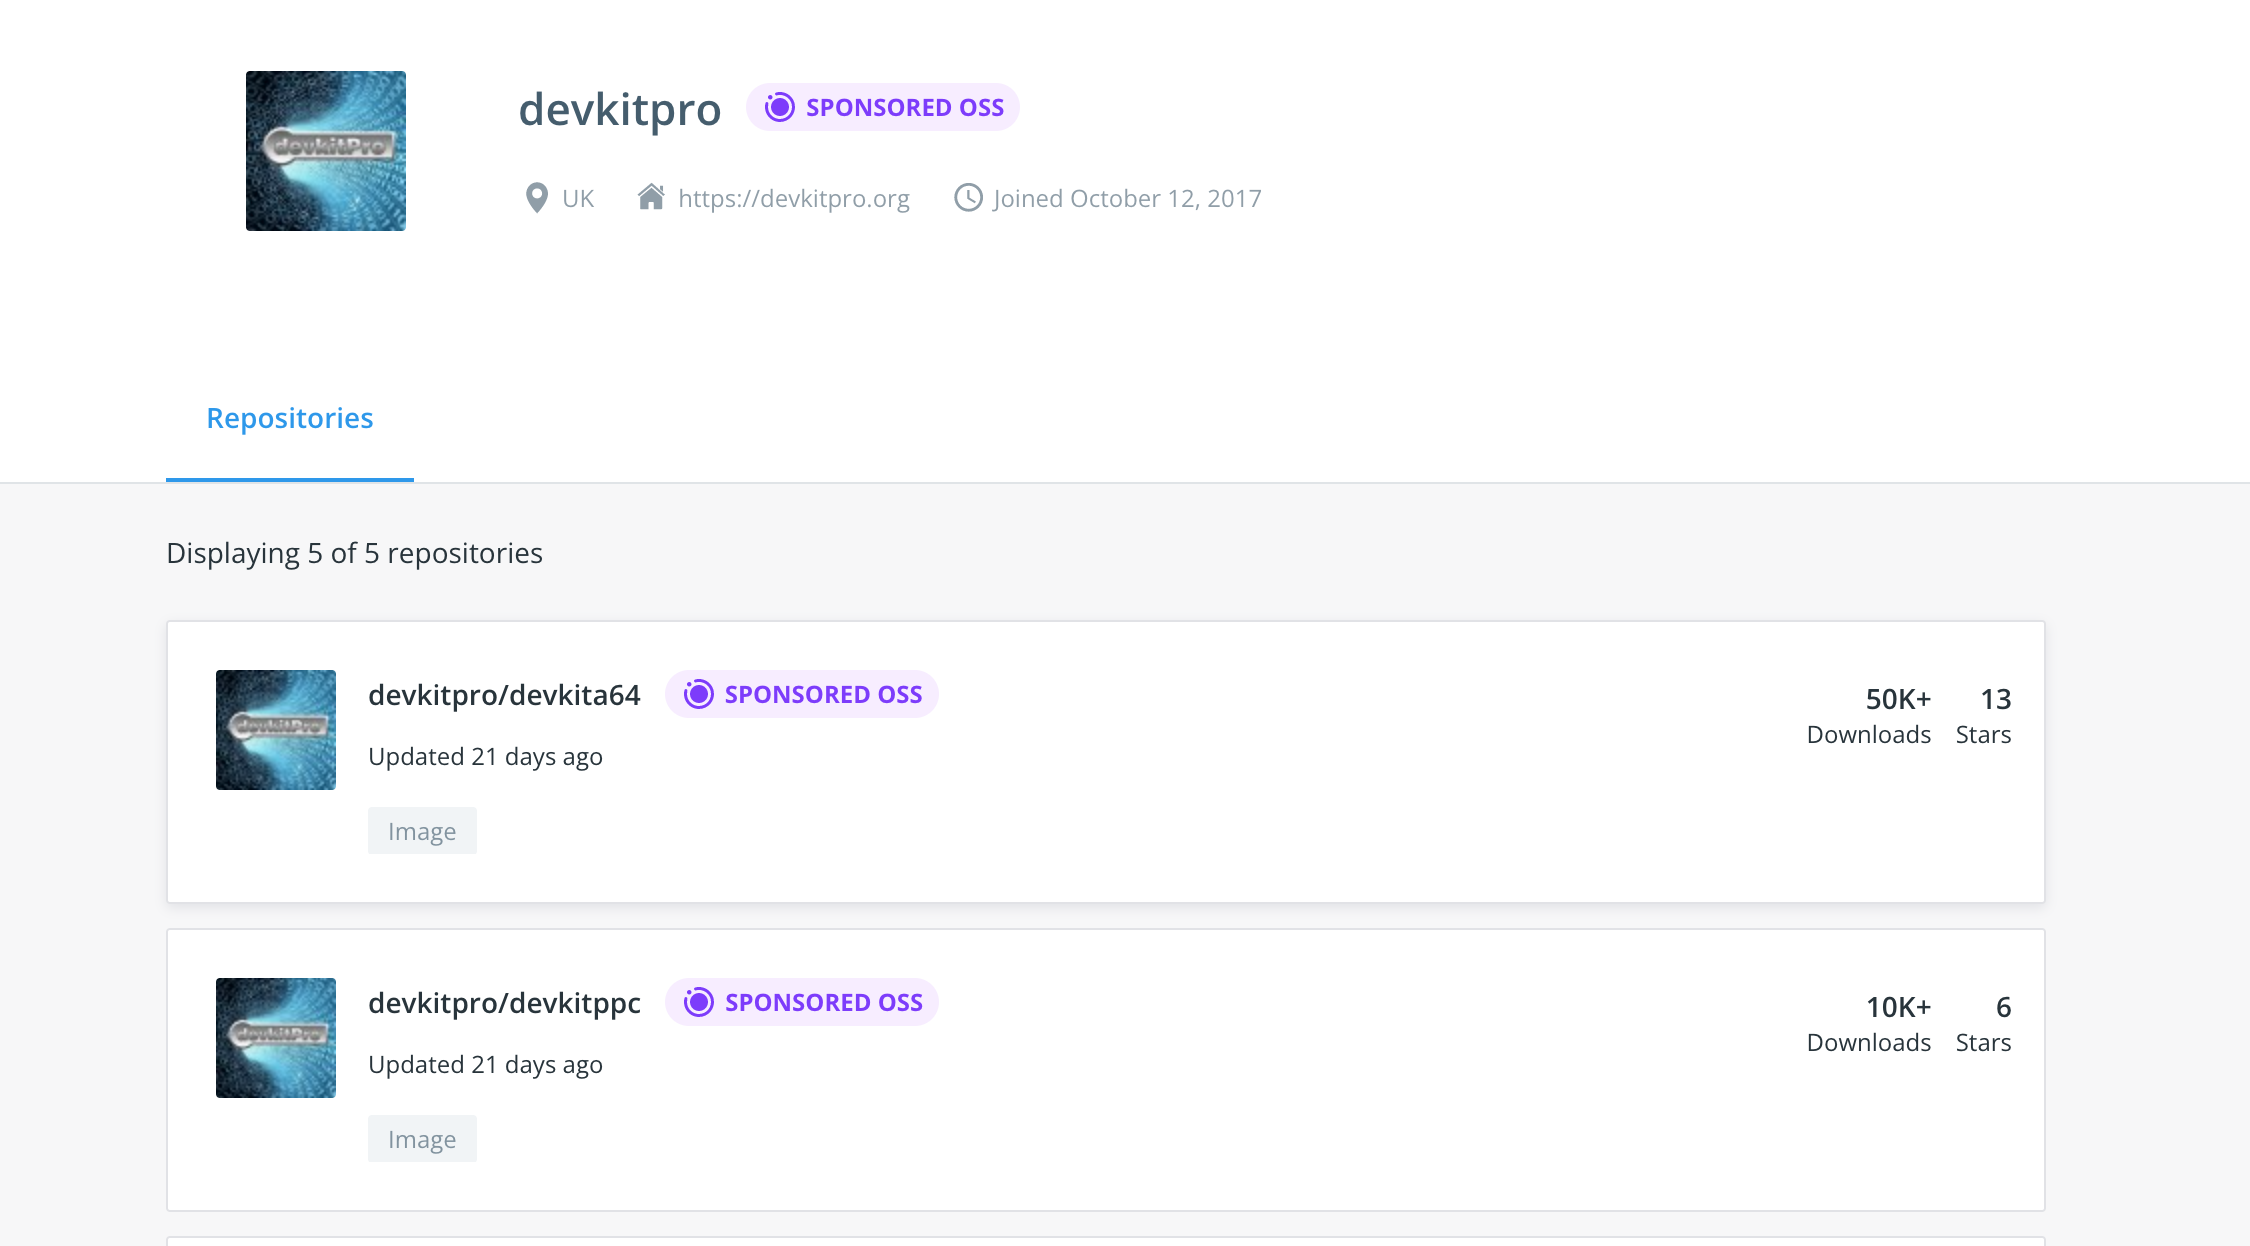 devkitPro
devkitpro SPONSORED OSS
UK https://devkitpro.org Joined October 12, 2017
Repositories
Displaying 5 of 5 repositories
devkitPro
devkitpro/devkita64 SPONSORED OSS
50K+ 13
Downloads Stars
Updated 21 days ago
Image
devkitPro
devkitpro/devkitppc SPONSORED OSS
10K+ 6
Downloads Stars
Updated 21 days ago
Image